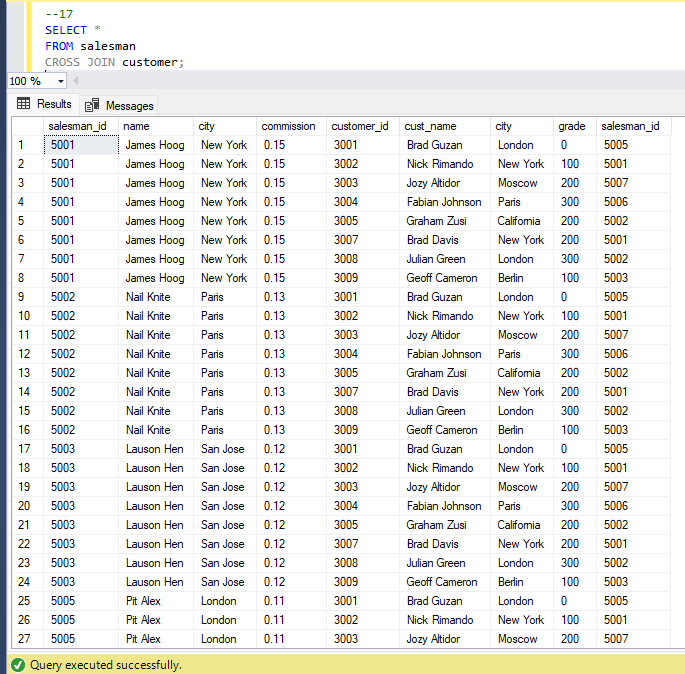 --17
SELECT *
FROM salesman
CROSS JOIN customer;
100 %
Results Messages
salesman_id name city commission customer_id cust_name city grade salesman_id
1 5001 James Hoog New York 0.15 3001 Brad Guzan London 0 5005
2 5001 James Hoog New York 0.15 3002 Nick Rimando New York 100 5001
3 5001 James Hoog New York 0.15 3003 Jozy Altidor Moscow 200 5007
4 5001 James Hoog New York 0.15 3004 Fabian Johnson Paris 300 5006
5 5001 James Hoog New York 0.15 3005 Graham Zusi California 200 5002
6 5001 James Hoog New York 0.15 3007 Brad Davis New York 200 5001
7 5001 James Hoog New York 0.15 3008 Julian Green London 300 5002
8 5001 James Hoog New York 0.15 3009 Geoff Cameron Berlin 100 5003
9 5002 Nail Knite Paris 0.13 3001 Brad Guzan London 0 5005
10 5002 Nail Knite Paris 0.13 3002 Nick Rimando New York 100 5001
11 5002 Nail Knite Paris 0.13 3003 Jozy Altidor Moscow 200 5007
12 5002 Nail Knite Paris 0.13 3004 Fabian Johnson Paris 300 5006
13 5002 Nail Knite Paris 0.13 3005 Graham Zusi California 200 5002
14 5002 Nail Knite Paris 0.13 3007 Brad Davis New York 200 5001
15 5002 Nail Knite Paris 0.13 3008 Julian Green London 300 5002
16 5002 Nail Knite Paris 0.13 3009 Geoff Cameron Berlin 100 5003
17 5003 Lauson Hen San Jose 0.12 3001 Brad Guzan London 0 5005
18 5003 Lauson Hen San Jose 0.12 3002 Nick Rimando New York 100 5001
19 5003 Lauson Hen San Jose 0.12 3003 Jozy Altidor Moscow 200 5007
20 5003 Lauson Hen San Jose 0.12 3004 Fabian Johnson Paris 300 5006
21 5003 Lauson Hen San Jose 0.12 3005 Graham Zusi California 200 5002
22 5003 Lauson Hen San Jose 0.12 3007 Brad Davis New York 200 5001
23 5003 Lauson Hen San Jose 0.12 3008 Julian Green London 300 5002
24 5003 Lauson Hen San Jose 0.12 3009 Geoff Cameron Berlin 100 5003
25 5005 Pit Alex London 0.11 3001 Brad Guzan London 0 5005
26 5005 Pit Alex London 0.11 3002 Nick Rimando New York 100 5001
27 5005 Pit Alex London 0.11 3003 Jozy Altidor Moscow 200 5007
Query executed successfully.